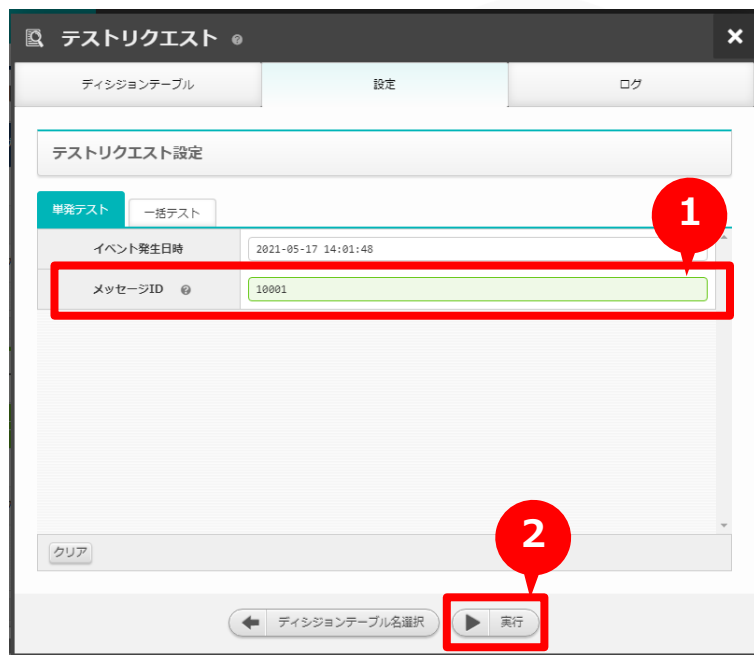 テストリクエスト
ディシジョンテーブル 設定 ログ
テストリクエスト設定
単発テスト 一括テスト
1
イベント発生日時 2021-05-17 14:01:48
メッセージID 10001
2
クリア
ディシジョンテーブル名選択 実行